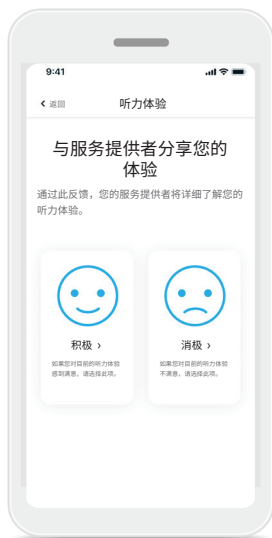 9:41
返回
听力体验
与服务提供者分享您的
体验
通过此反馈，您的服务提供者将详细了解您的
听力体验。
积极 ›
消极 ›
如果您对目前的听力体验
感到满意，请选择此项。
如果您对目前的听力体验
不满意，请选择此项。